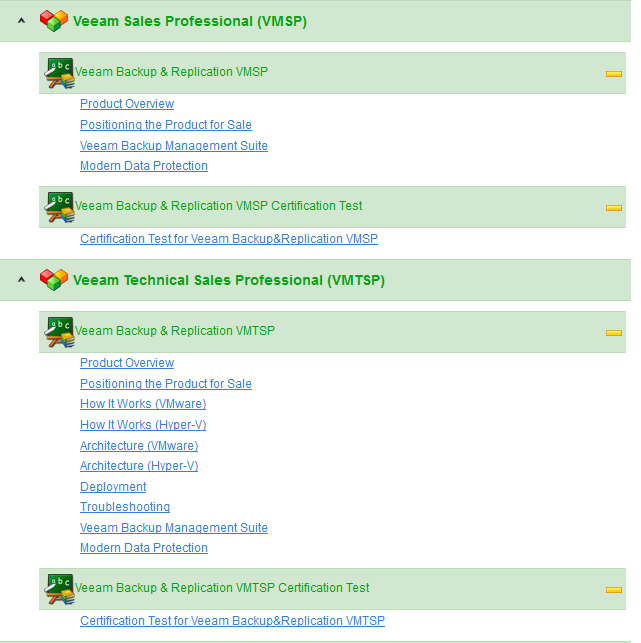 Veeam Sales Professional (VMSP)
Veeam Backup & Replication VMSP
Product Overview
Positioning the Product for Sale
Veeam Backup Management Suite
Modern Data Protection
Veeam Backup & Replication VMSP Certification Test
Certification Test for Veeam Backup&Replication VMSP
Veeam Technical Sales Professional (VMTSP)
Veeam Backup & Replication VMTSP
Product Overview
Positioning the Product for Sale
How It Works (VMware)
How It Works (Hyper-V)
Architecture (VMware)
Architecture (Hyper-V)
Deployment
Troubleshooting
Veeam Backup Management Suite
Modern Data Protection
Veeam Backup & Replication VMTSP Certification Test
Certification Test for Veeam Backup&Replication VMTSP